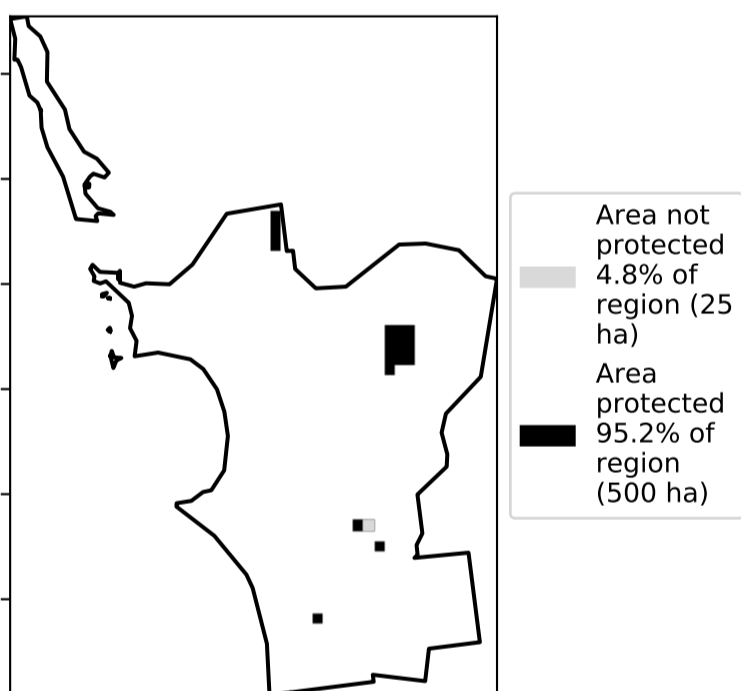 Area not
protected
4.8% of
region (25
ha)
Area
protected
95.2% of
region
(500 ha)